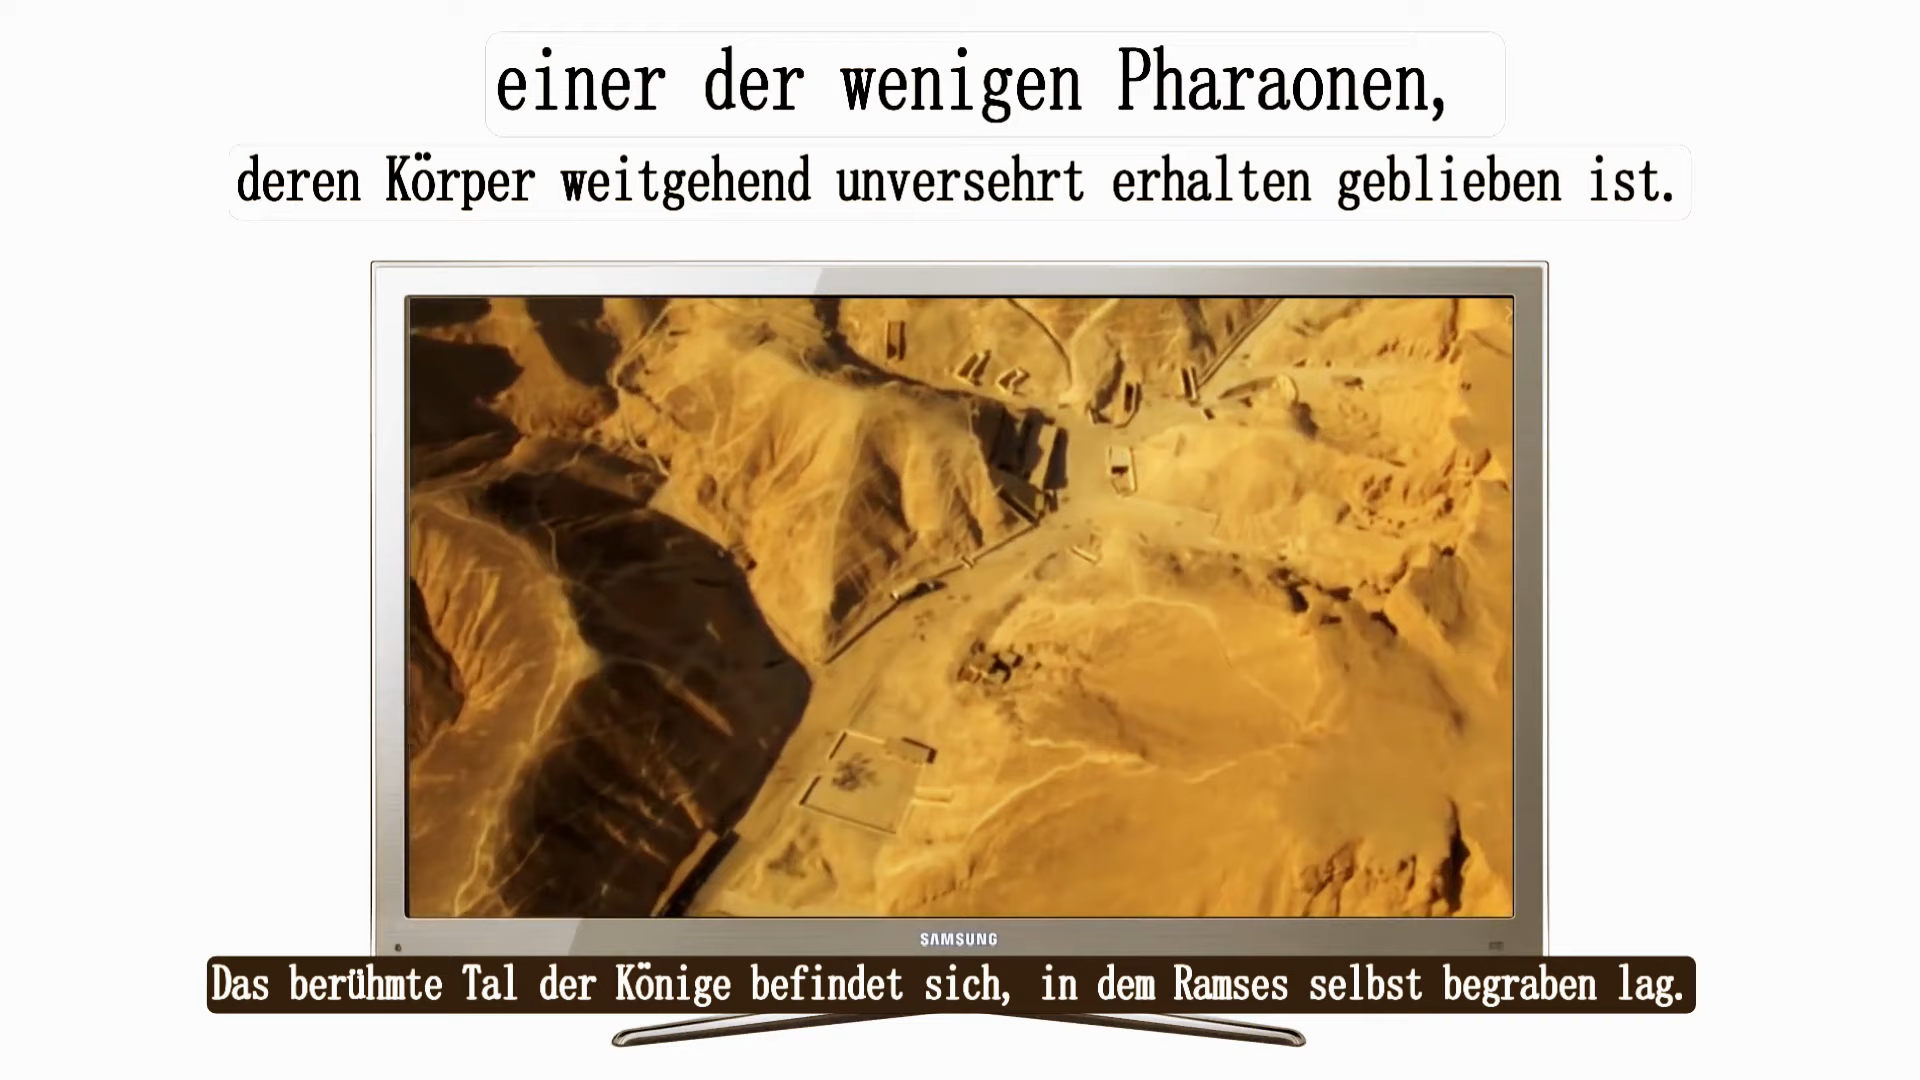 einer der wenigen Pharaonen,
deren Körper weitgehend unversehrt erhalten geblieben ist.
SAMSUNG
Das berühmte Tal der Könige befindet sich, in dem Ramses selbst begraben lag.